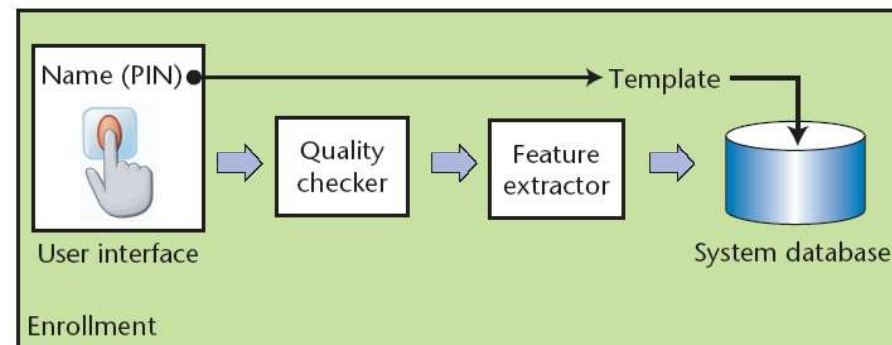 Name (PIN)
Template
Quality
checker
Feature
extractor
User interface
System database
Enrollment